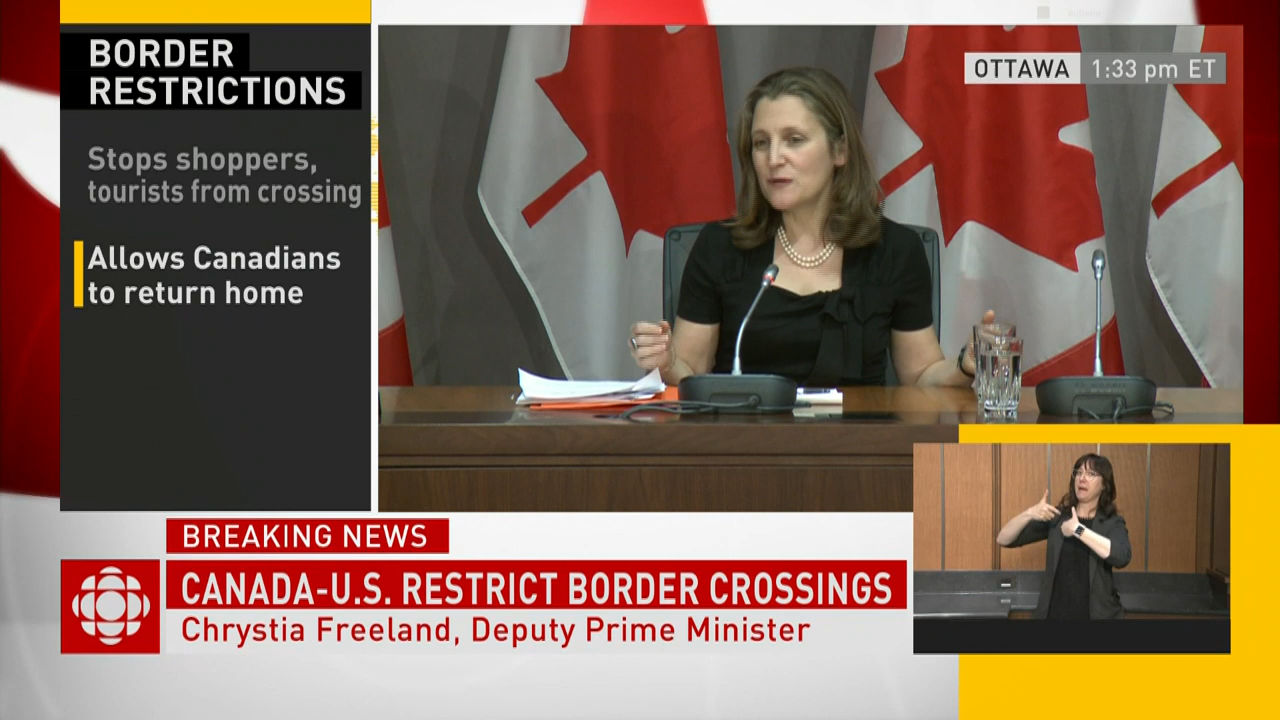 BORDER
RESTRICTIONS
Stops shoppers,
tourists from crossing
Allows Canadians
to return home
OTTAWA 1:33 pm ET
BREAKING NEWS
CANADA-U.S. RESTRICT BORDER CROSSINGS
Chrystia Freeland, Deputy Prime Minister